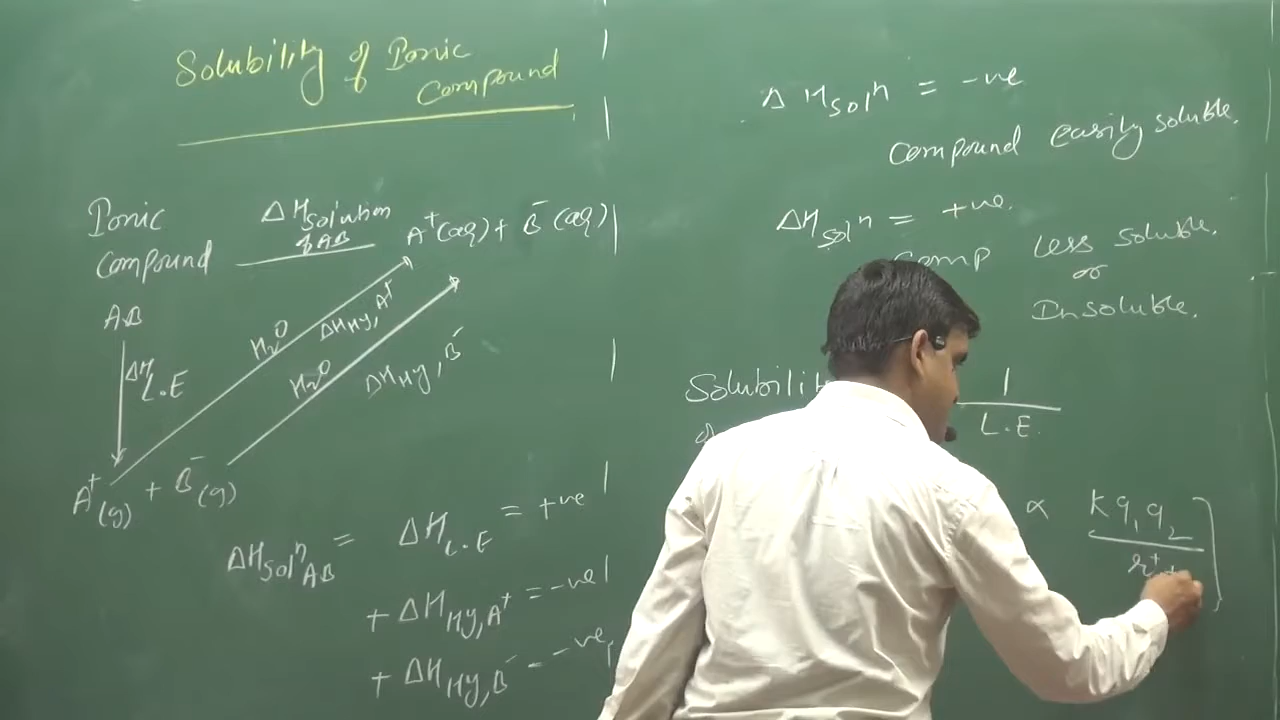 Solubility of Ionic
Compound
Ionic
compound
AB
ΔH solution
of AB
A⁺(aq) + B⁻(aq)
ΔH L.E
H₂O
ΔH Hy, A⁺
H₂O
ΔH Hy, B⁻
A⁺(g) + B⁻(g)
ΔH solⁿ AB = ΔH L.E = +ve
+ ΔH Hy, A⁺ = -ve
+ ΔH Hy, B⁻ = -ve
ΔH solⁿ = -ve
Compound easily soluble.
ΔH solⁿ = +ve.
Comp less soluble.
or
Insoluble.
1
L.E.
∝ K q₁ q₂
r⁺ +